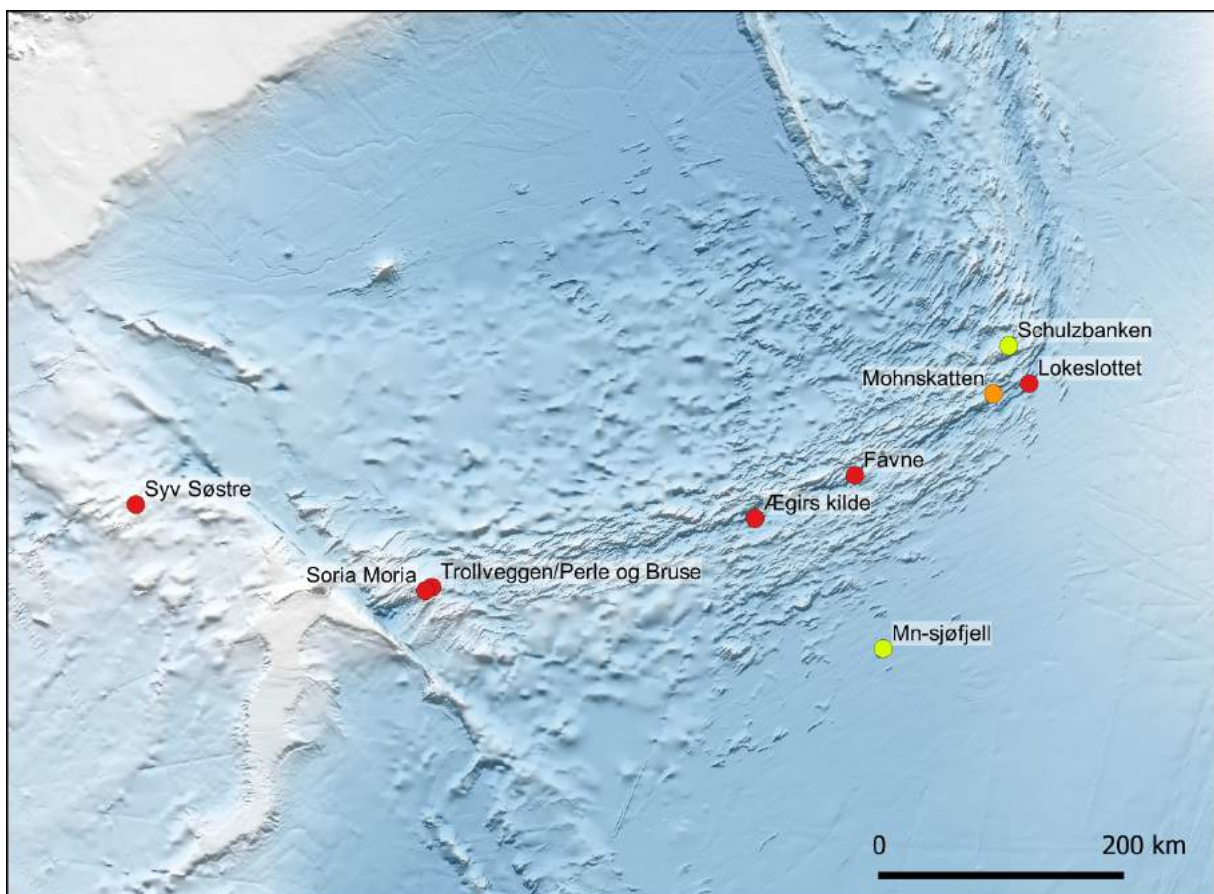 Schulzbanken
Lokeslottet
Mohnskatten
Fåvne
Syv Søstre
Ægirs kilde
Soria Moria
Trollveggen/Perle og Bruse
Mn-sjøfjell
0 200 km